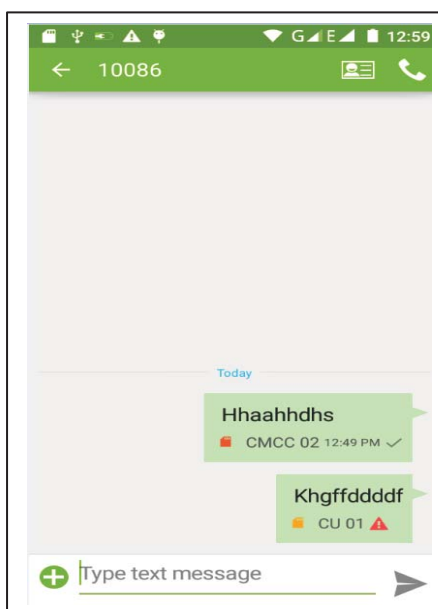 G E 12:59
10086
Today
Hhaahhdhs
CMCC 02 12:49 PM
Khgffddddf
CU 01
Type text message